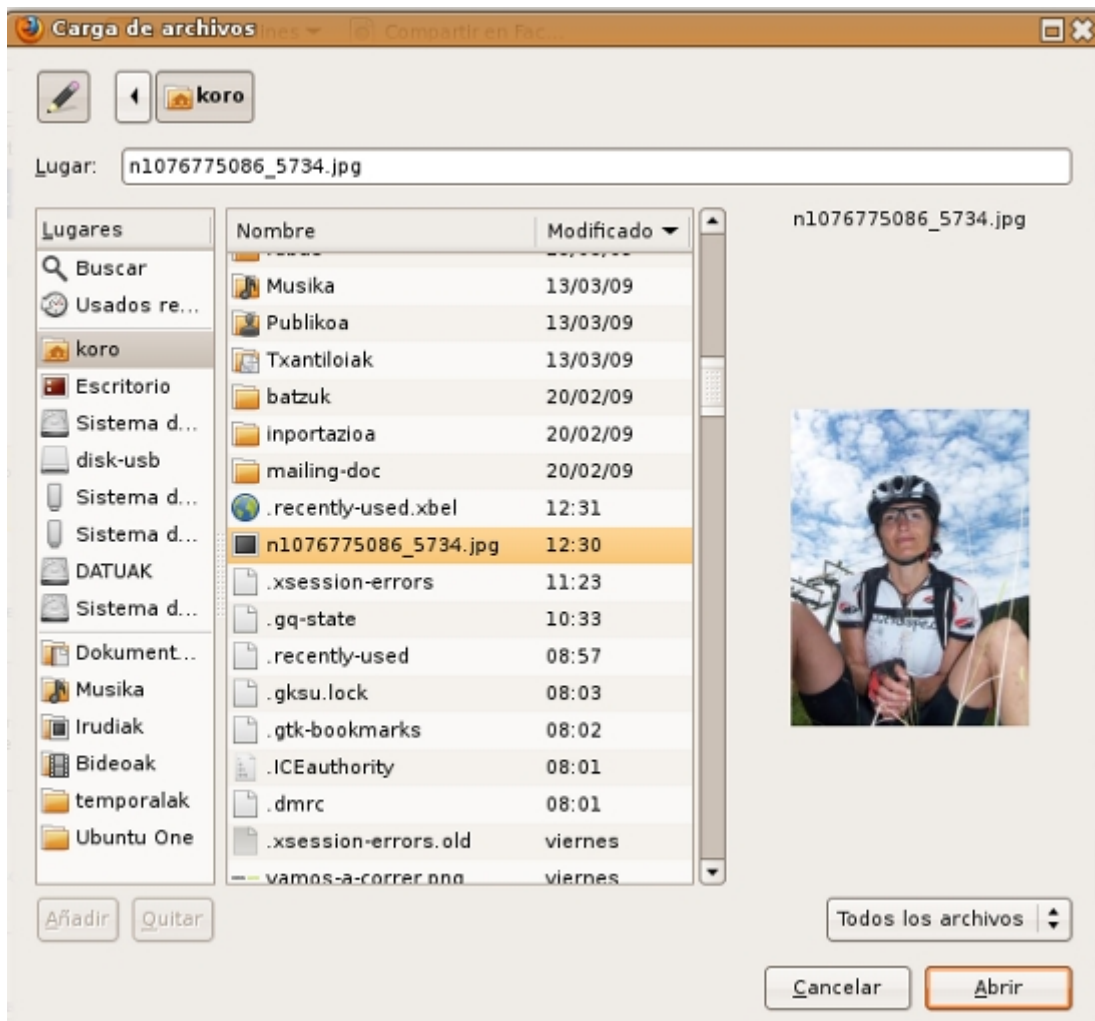 Carga de archivos
Compartir en Fac...
koro
Lugar: n1076775086_5734.jpg
Lugares
Buscar
Usados re...
koro
Escritorio
Sistema d...
disk-usb
Sistema d...
Sistema d...
DATUAK
Sistema d...
Dokument...
Musika
Irudiak
Bideoak
temporalak
Ubuntu One
Nombre Modificado
Musika 13/03/09
Publikoa 13/03/09
Txantiloiak 13/03/09
batzuk 20/02/09
inportazioa 20/02/09
mailing-doc 20/02/09
.recently-used.xbel 12:31
n1076775086_5734.jpg 12:30
.xsession-errors 11:23
.gq-state 10:33
.recently-used 08:57
.gksu.lock 08:03
.gtk-bookmarks 08:02
.ICEauthority 08:01
.dmrc 08:01
.xsession-errors.old viernes
vamos-a-correr.png viernes
n1076775086_5734.jpg
Añadir Quitar
Todos los archivos
Cancelar Abrir